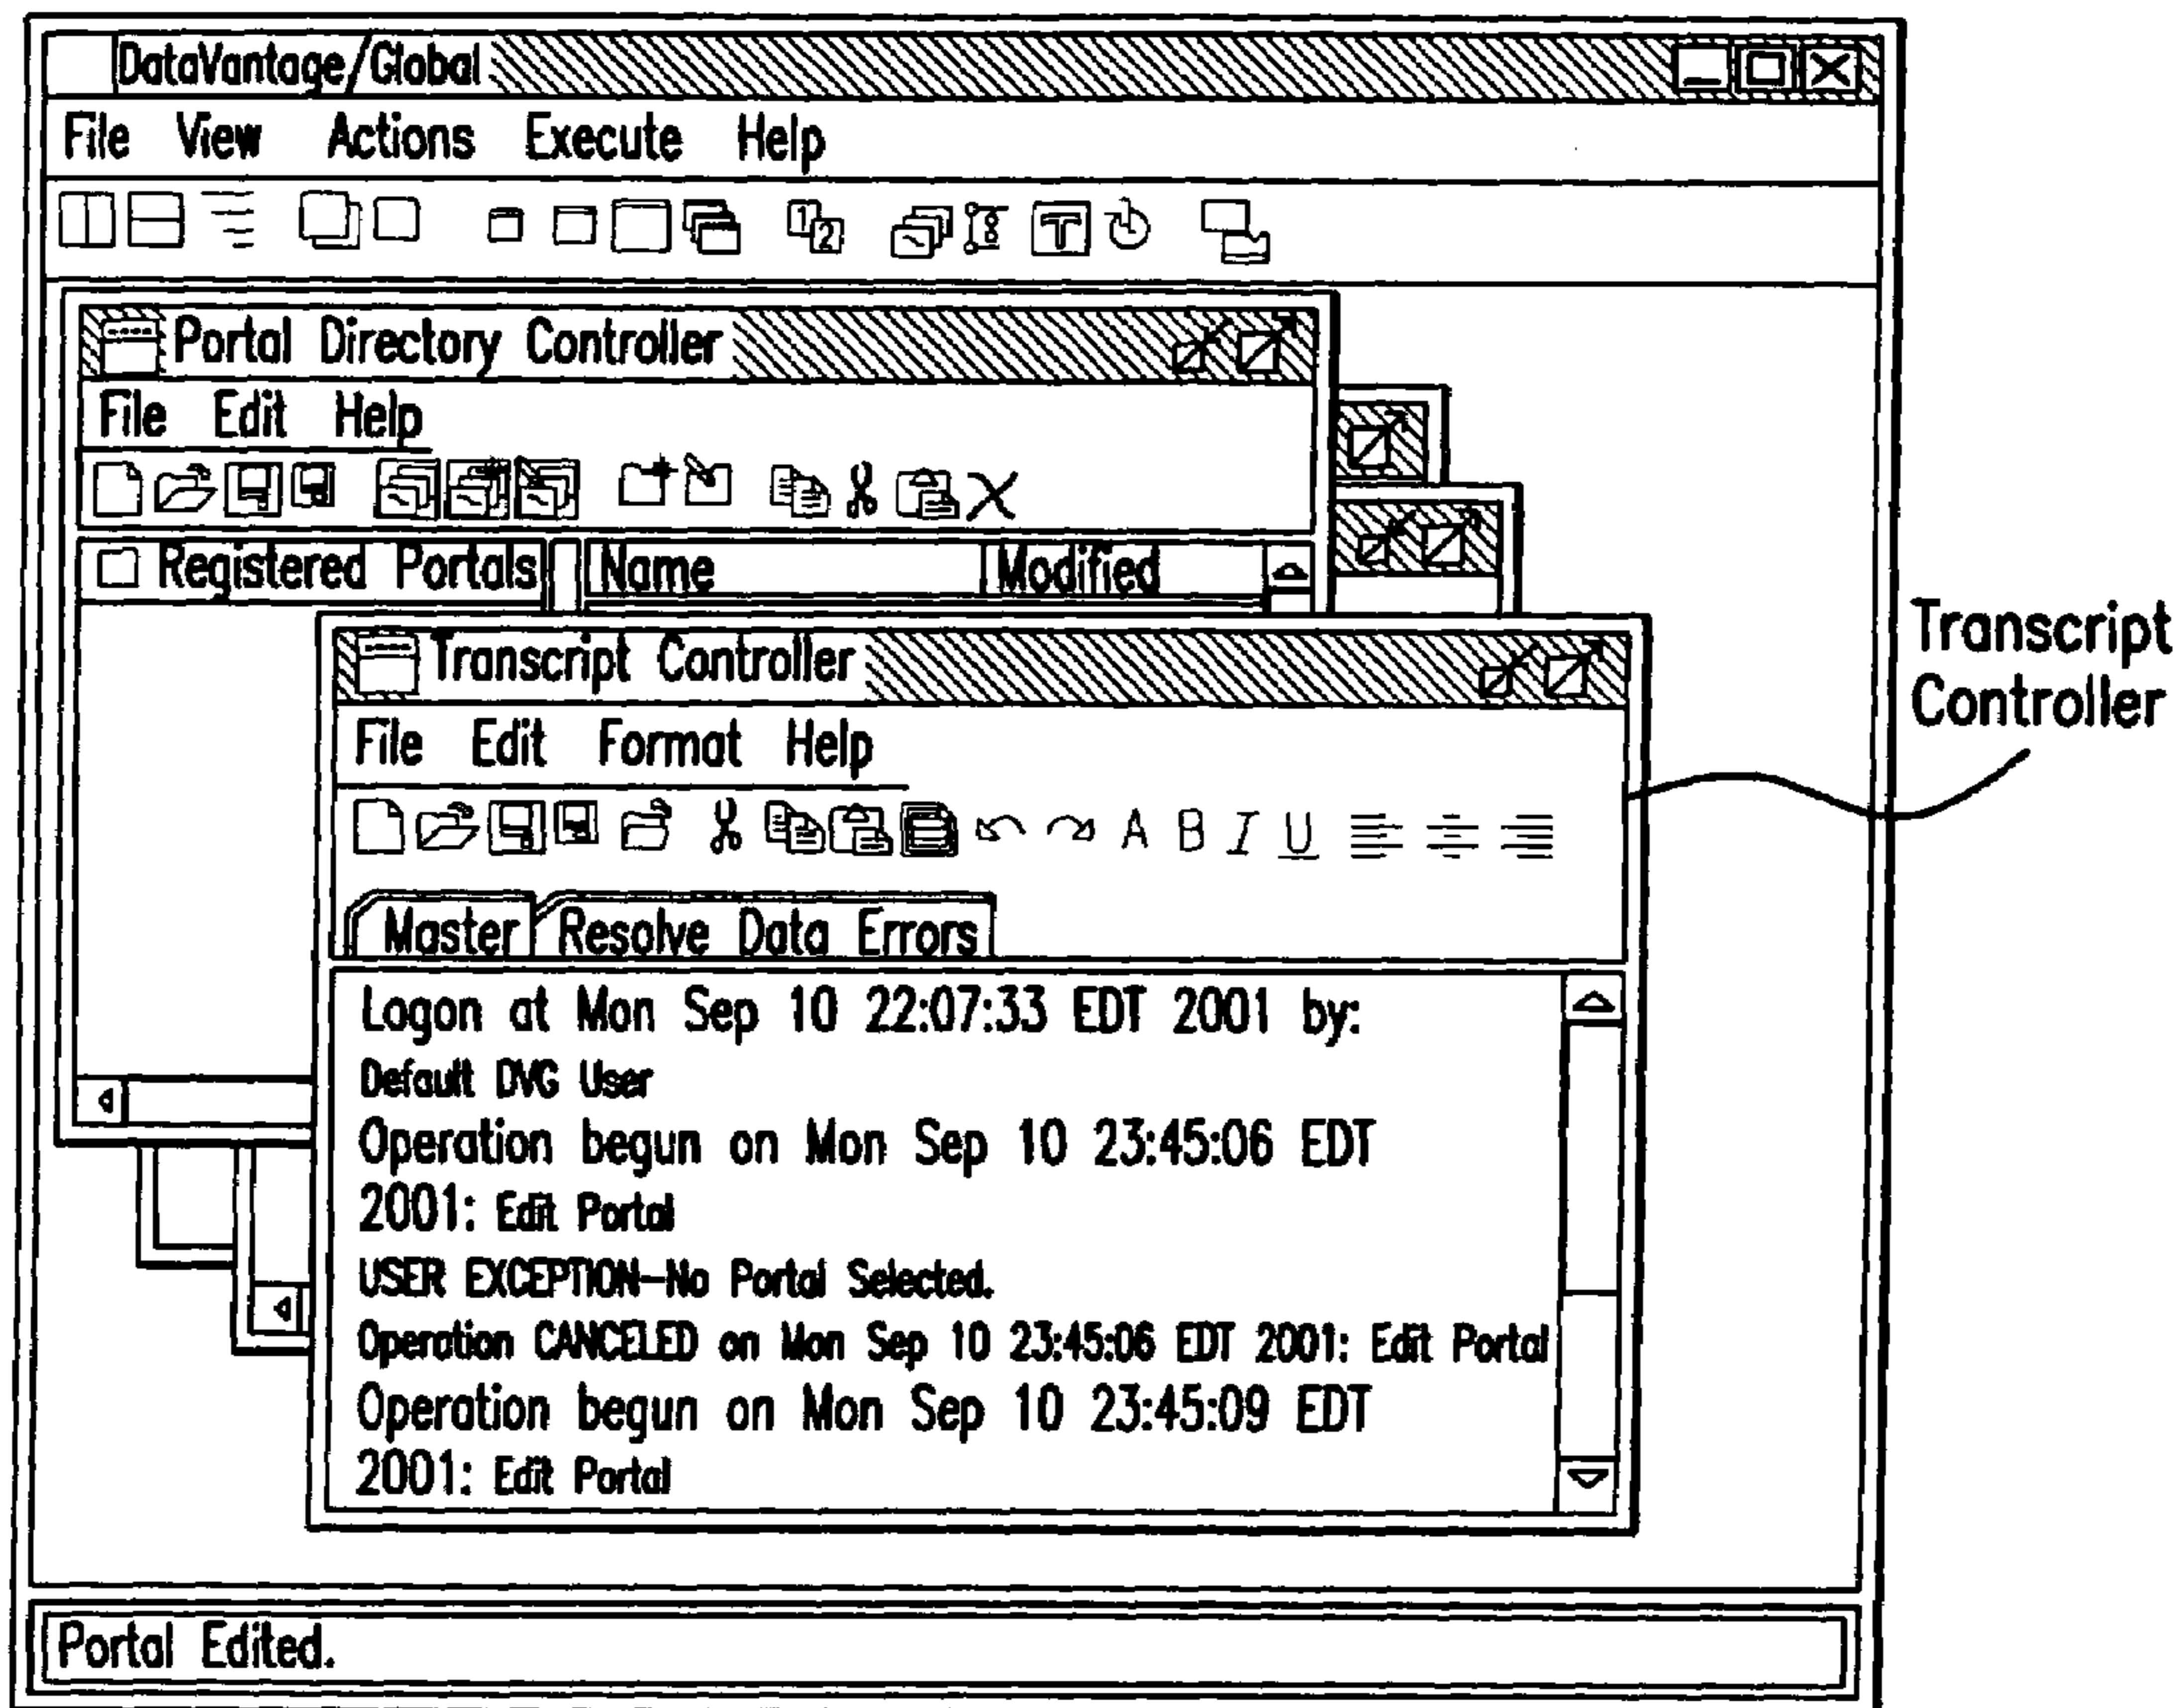 DataVantage/Global
File View Actions Execute Help
1 2 T
Portal Directory Controller
File Edit Help
Registered Portals Name Modified
Transcript Controller
File Edit Format Help
A B I U
Master Resolve Data Errors
Logon at Mon Sep 10 22:07:33 EDT 2001 by:
Default DVG User
Operation begun on Mon Sep 10 23:45:06 EDT
2001: Edit Portal
USER EXCEPTION-No Portal Selected.
Operation CANCELED on Mon Sep 10 23:45:06 EDT 2001: Edit Portal
Operation begun on Mon Sep 10 23:45:09 EDT
2001: Edit Portal
Portal Edited.
Transcript
Controller